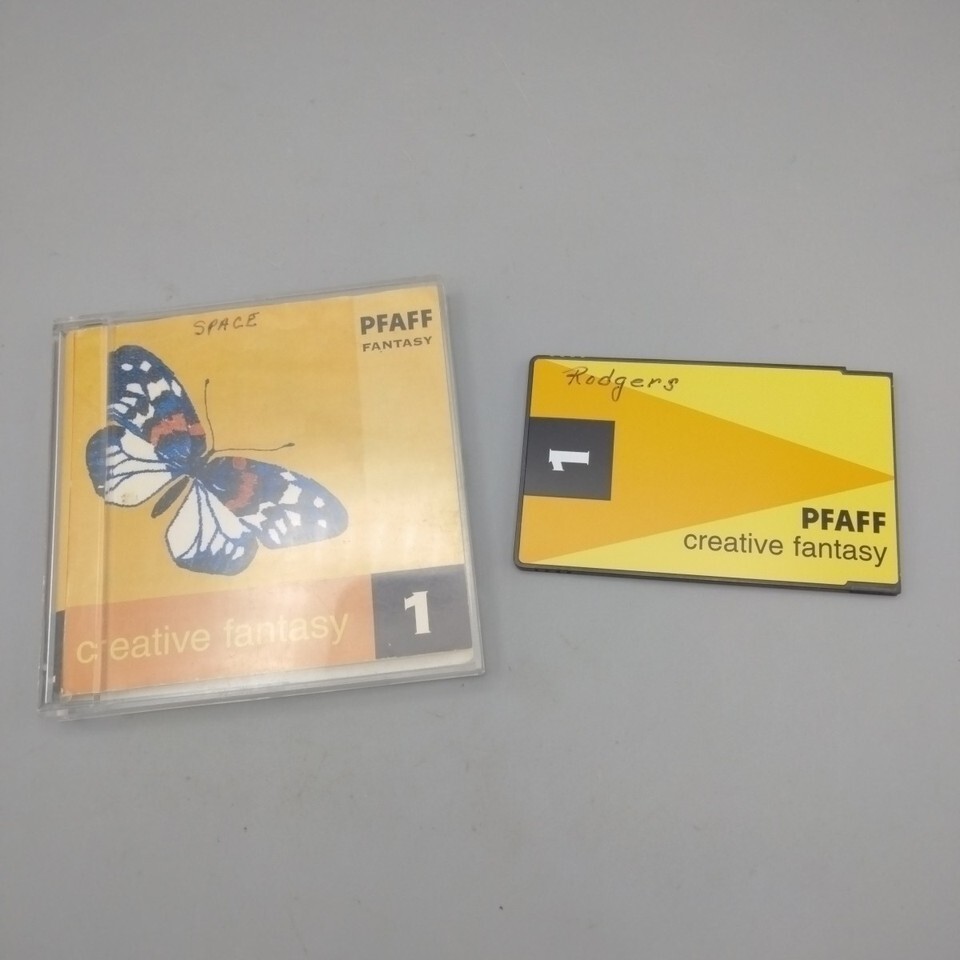 SPACE
PFAFF
FANTASY
creative fantasy
1
Rodgers
1
PFAFF
creative fantasy